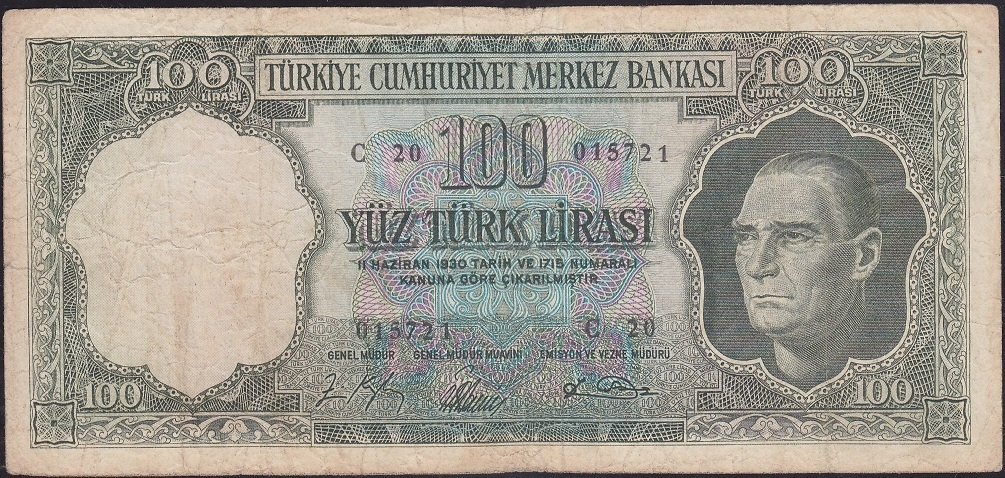 100 TÜRK LİRASI
TÜRKİYE CUMHURİYET MERKEZ BANKASI
100 TÜRK LİRASI
100
C 20 015721
YÜZ TÜRK LİRASI
11 HAZİRAN 1930 TARİH VE 1715 NUMARALI
KANUNA GÖRE ÇIKARILMIŞTIR
015721 C 20
GENEL MÜDÜR GENEL MÜDÜR MUAVİNİ EMİSYON VE VEZNE MÜDÜRÜ
100 100